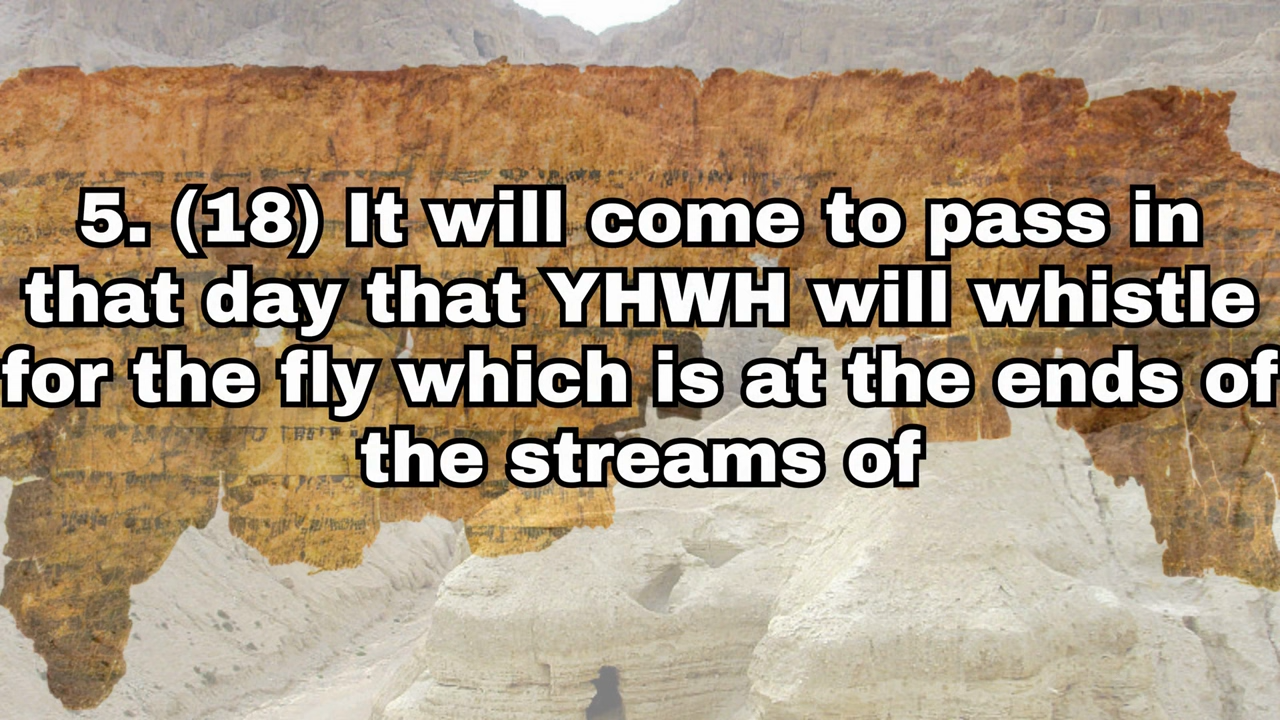 5. (18) It will come to pass in
that day that YHWH will whistle
for the fly which is at the ends of
the streams of